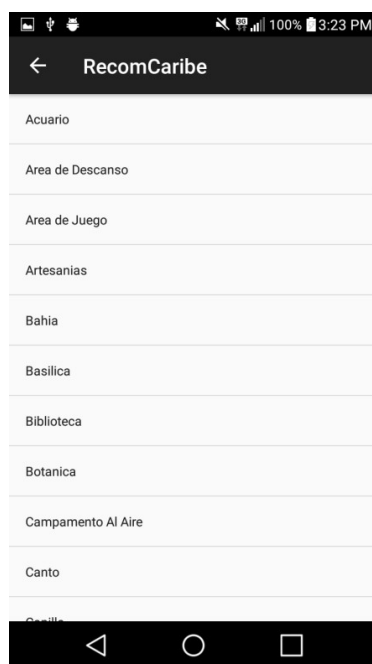 100% 3:23 PM
RecomCaribe
Acuario
Area de Descanso
Area de Juego
Artesanias
Bahia
Basilica
Biblioteca
Botanica
Campamento Al Aire
Canto